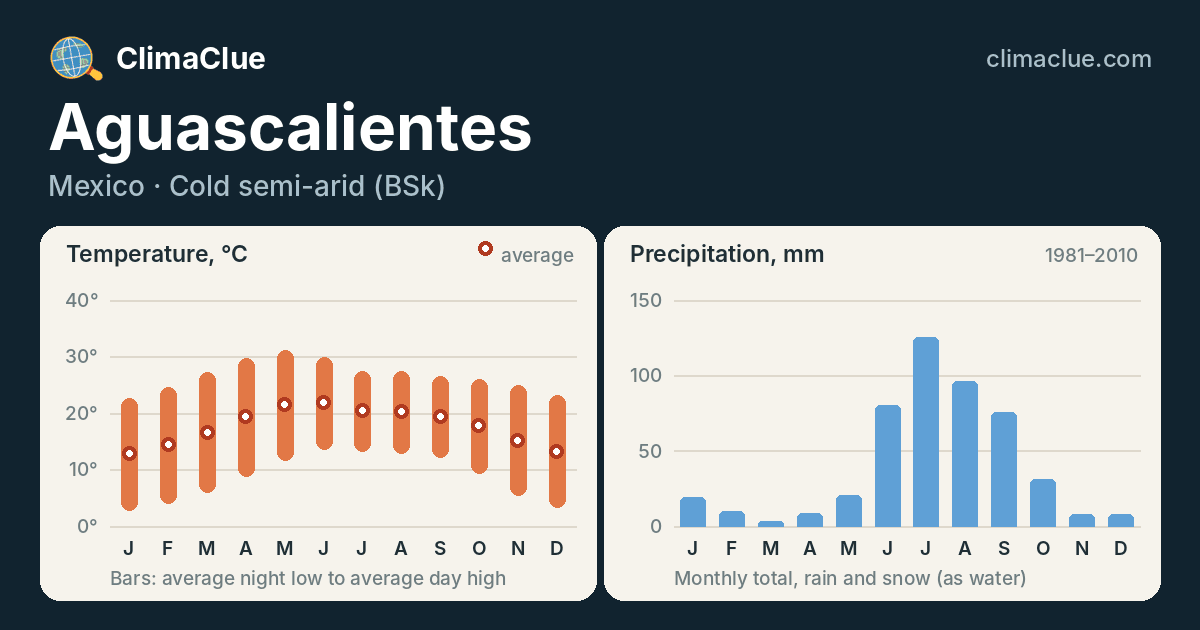 ClimaClue
climaclue.com
Aguascalientes
Mexico · Cold semi-arid (BSk)
Temperature, °C
average
40°
30°
20°
10°
0°
J F M A M J J A S O N D
Bars: average night low to average day high
Precipitation, mm
1981–2010
150
100
50
0
J F M A M J J A S O N D
Monthly total, rain and snow (as water)